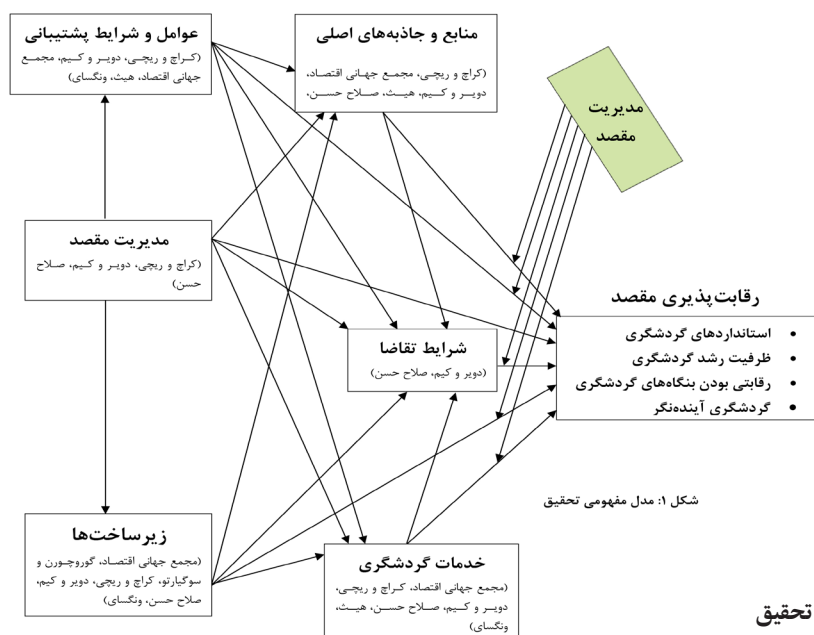 عوامل و شرایط پشتیبانی
(کراچ و ریچی، دویر و کیم، مجمع
جهانی اقتصاد، هیث، ونگسای)
منابع و جاذبه‌های اصلی
(کراچ و ریچی، مجمع جهانی اقتصاد،
دویر و کیم، هیث، صلاح حسن،
مدیریت
مقصد
مدیریت مقصد
(کراچ و ریچی، دویر و کیم، صلاح
حسن)
رقابت‌پذیری مقصد
• استانداردهای گردشگری
• ظرفیت رشد گردشگری
• رقابتی بودن بنگاه‌های گردشگری
• گردشگری آینده‌نگر
شرایط تقاضا
(دویر و کیم، صلاح حسن)
شکل ۱: مدل مفهومی تحقیق
زیرساخت‌ها
(مجمع جهانی اقتصاد، گوروچورن و
سوگیارتو، کراچ و ریچی، دویر و کیم،
صلاح حسن، ونگسای)
خدمات گردشگری
(مجمع جهانی اقتصاد، کراچ و ریچی،
دویر و کیم، صلاح حسن، هیث،
ونگسای)
تحقیق